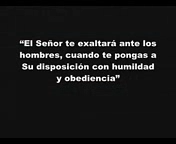 “El Señor te exaltará ante los
hombres, cuando te pongas a
Su disposición con humildad
y obediencia”